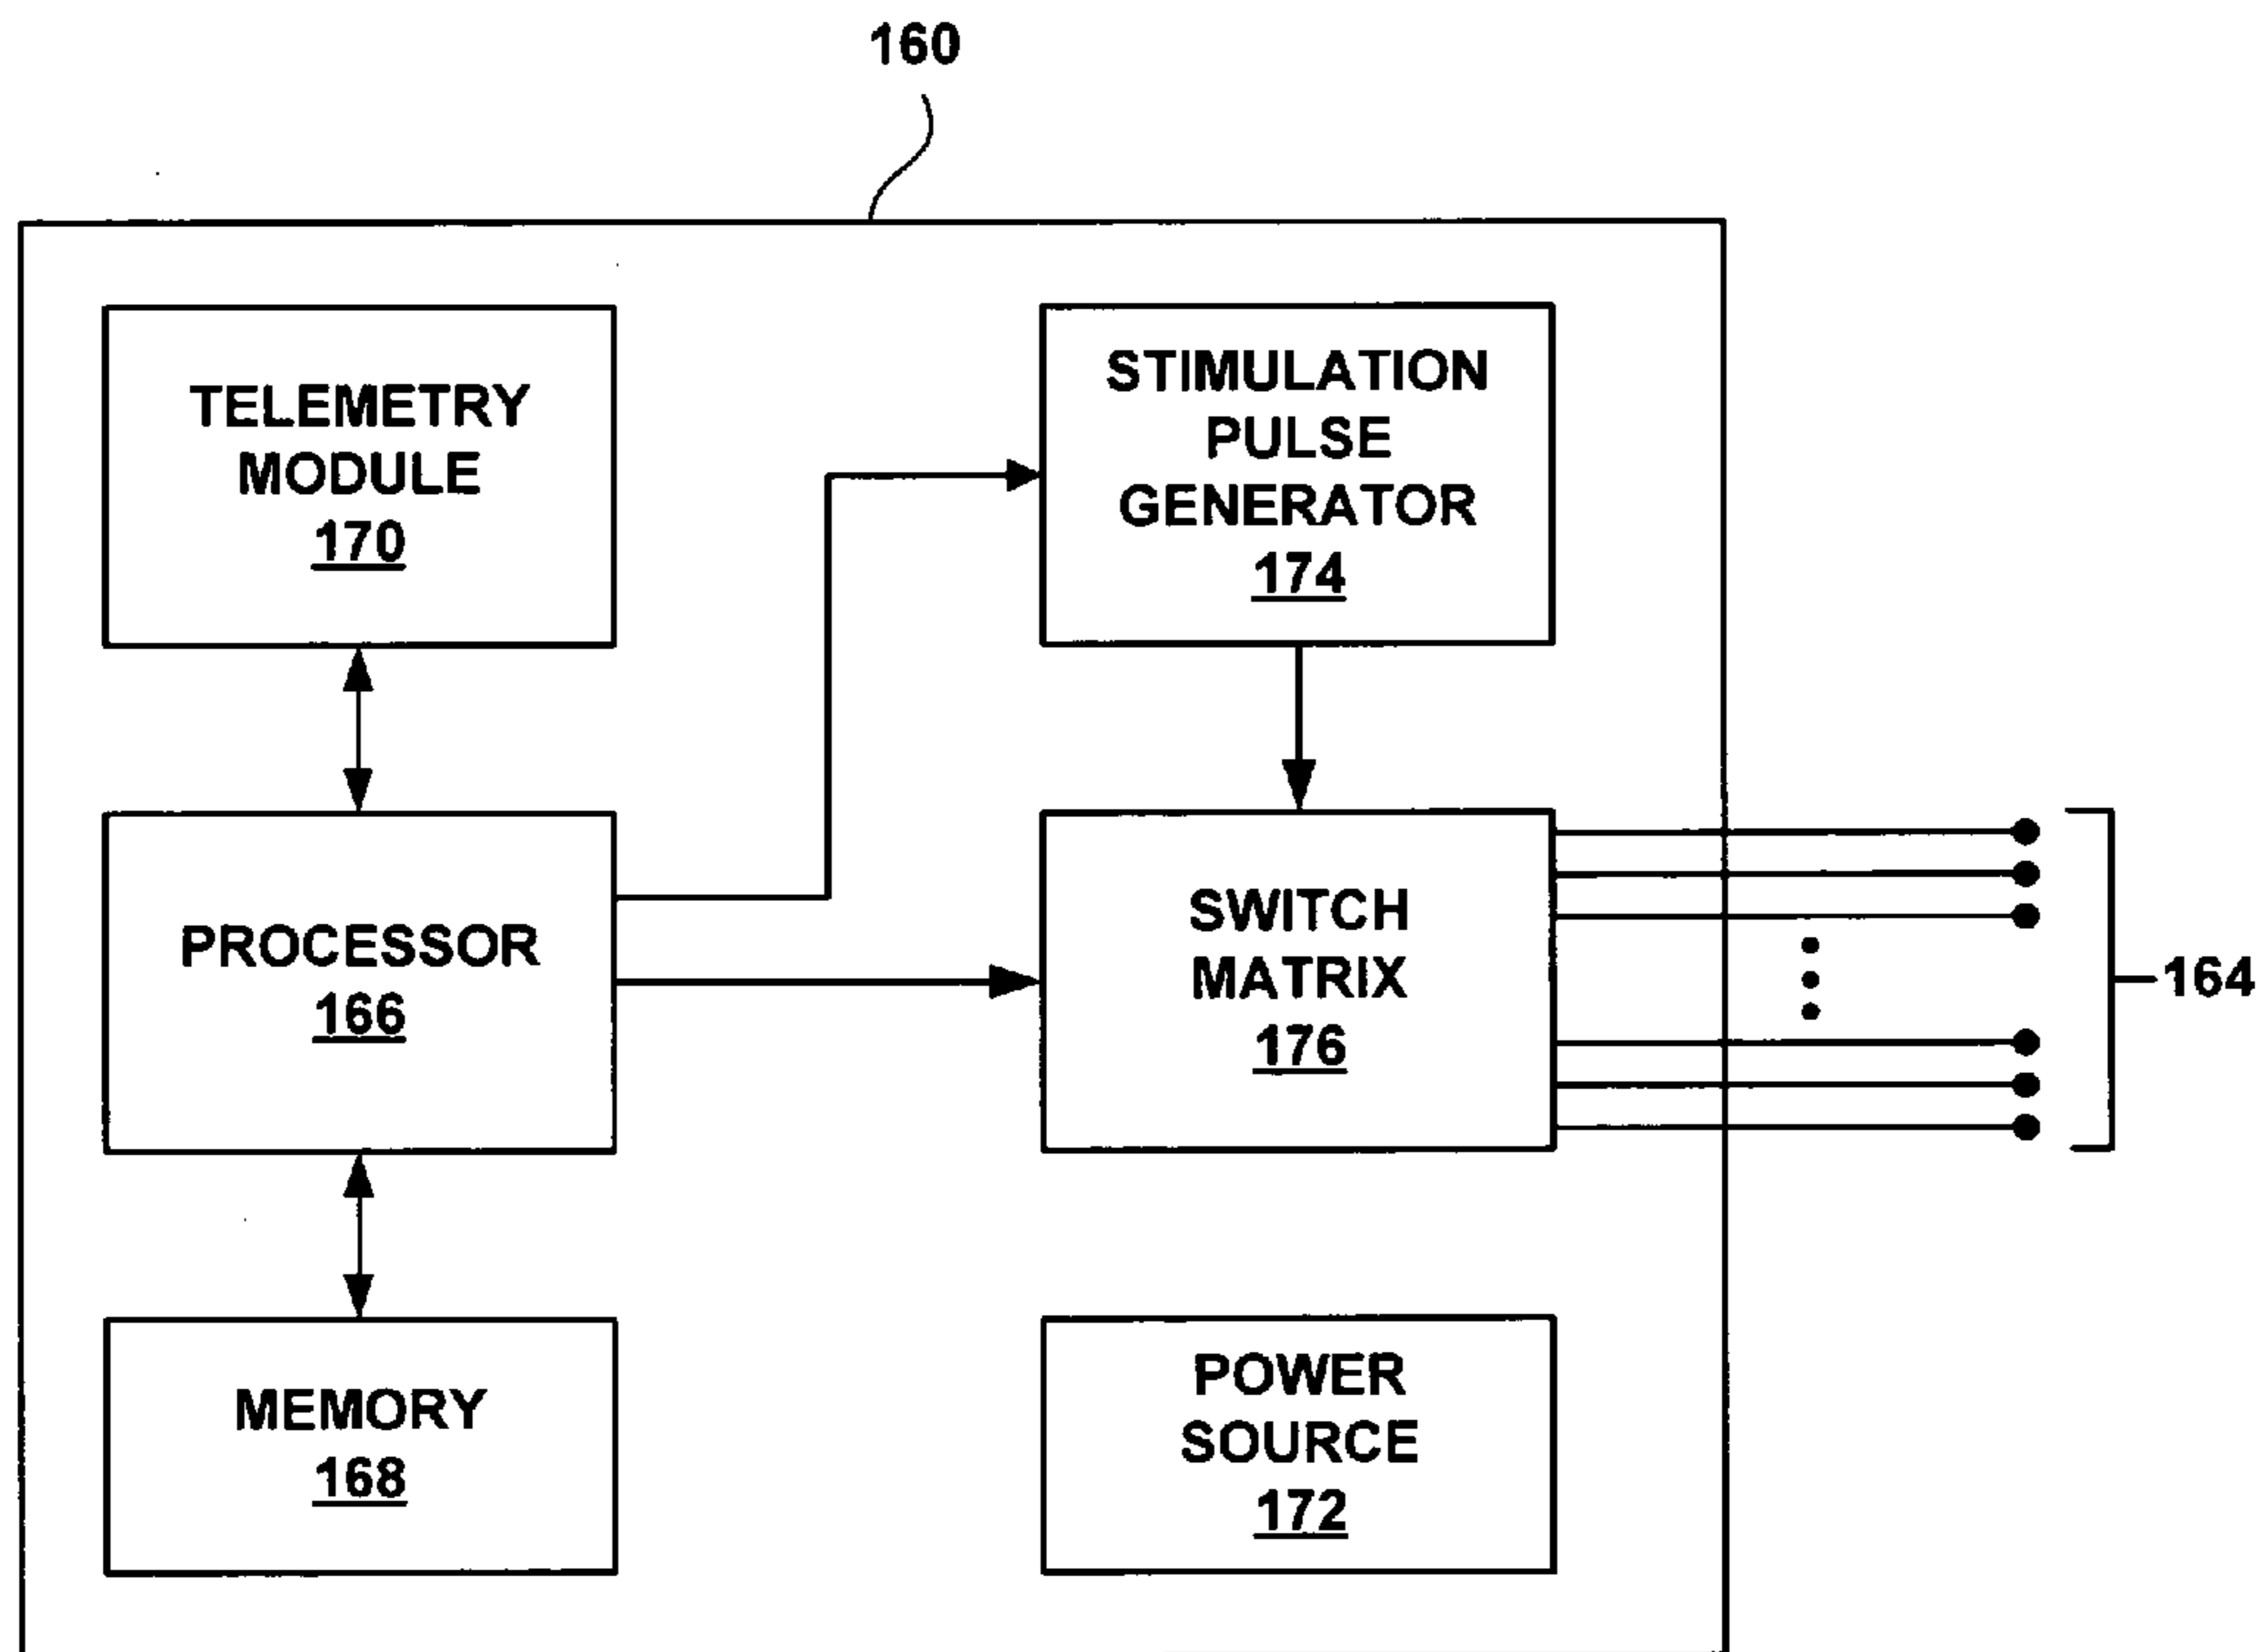 160
TELEMETRY
MODULE
170
STIMULATION
PULSE
GENERATOR
174
PROCESSOR
166
SWITCH
MATRIX
176
164
MEMORY
168
POWER
SOURCE
172